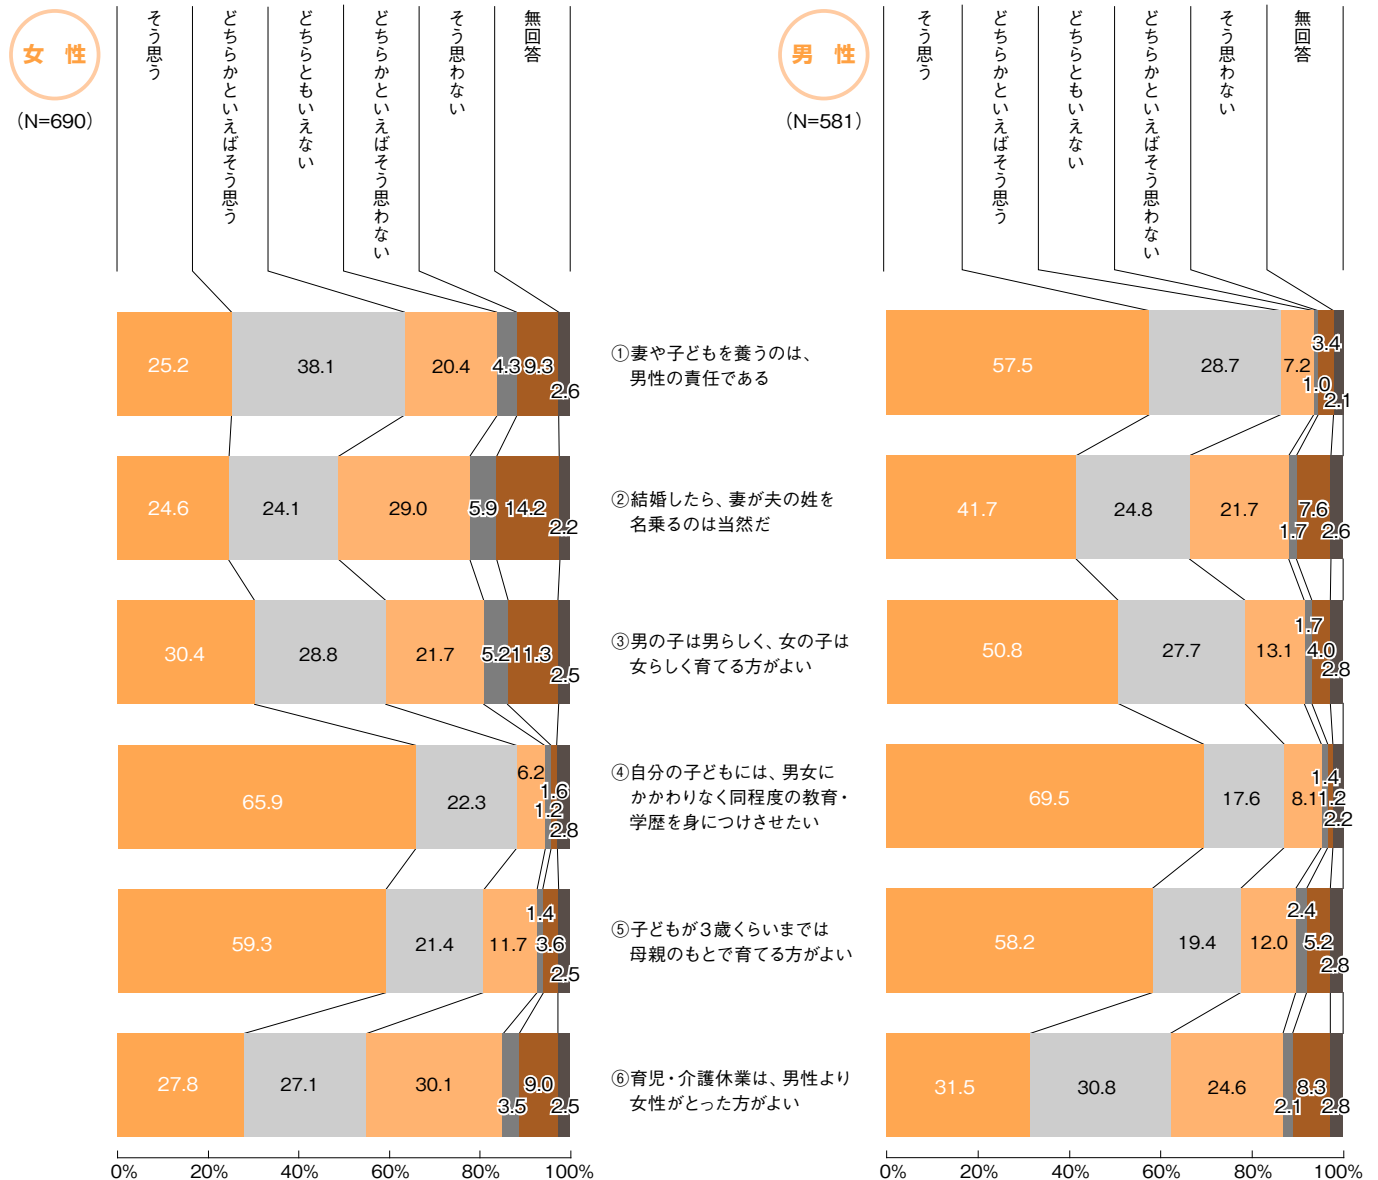 女性
（N=690）
そう思う
どちらかといえばそう思う
どちらともいえない
どちらかといえばそう思わない
そう思わない
無回答
男性
（N=581）
そう思う
どちらかといえばそう思う
どちらともいえない
どちらかといえばそう思わない
そう思わない
無回答
25.2
38.1
20.4
4.3
9.3
2.6
①妻や子どもを養うのは、
男性の責任である
57.5
28.7
7.2
1.0
3.4
2.1
24.6
24.1
29.0
5.9
14.2
2.2
②結婚したら、妻が夫の姓を
名乗るのは当然だ
41.7
24.8
21.7
1.7
7.6
2.6
30.4
28.8
21.7
5.2
11.3
2.5
③男の子は男らしく、女の子は
女らしく育てる方がよい
50.8
27.7
13.1
1.7
4.0
2.8
65.9
22.3
6.2
1.2
1.6
2.8
④自分の子どもには、男女に
かかわりなく同程度の教育・
学歴を身につけさせたい
69.5
17.6
8.1
1.4
1.2
2.2
59.3
21.4
11.7
1.4
3.6
2.5
⑤子どもが3歳くらいまでは
母親のもとで育てる方がよい
58.2
19.4
12.0
2.4
5.2
2.8
27.8
27.1
30.1
3.5
9.0
2.5
⑥育児・介護休業は、男性より
女性がとった方がよい
31.5
30.8
24.6
2.1
8.3
2.8
0% 20% 40% 60% 80% 100%
0% 20% 40% 60% 80% 100%